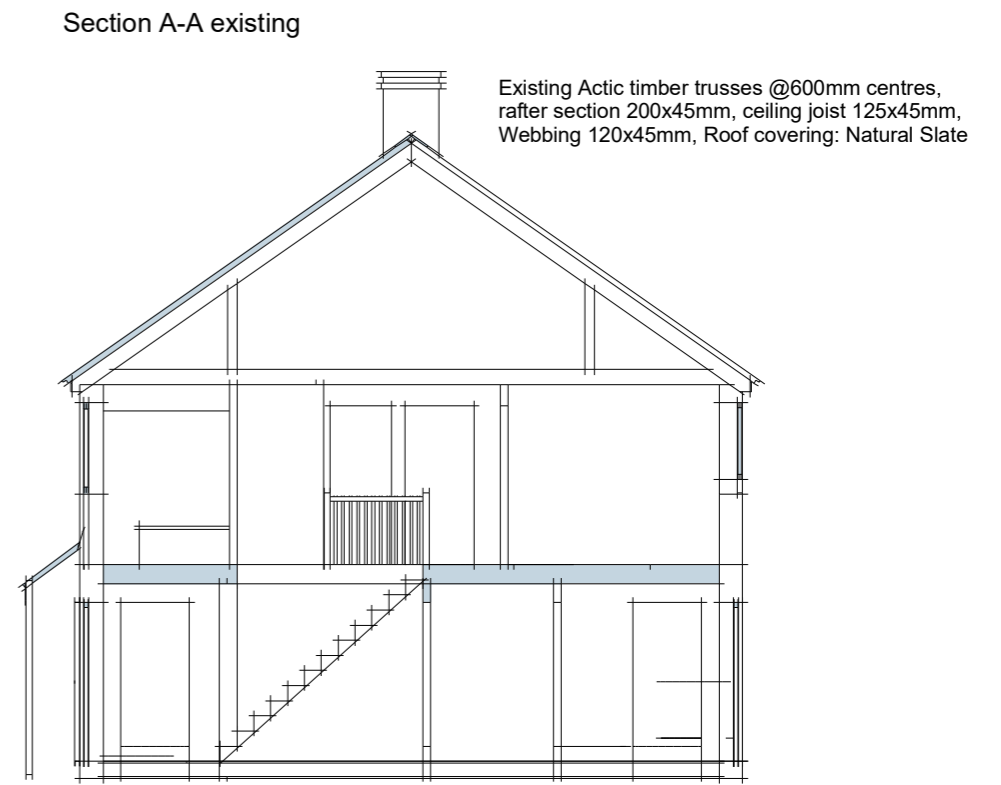 Section A-A existing
Existing Actic timber trusses @600mm centres,
rafter section 200x45mm, ceiling joist 125x45mm,
Webbing 120x45mm, Roof covering: Natural Slate